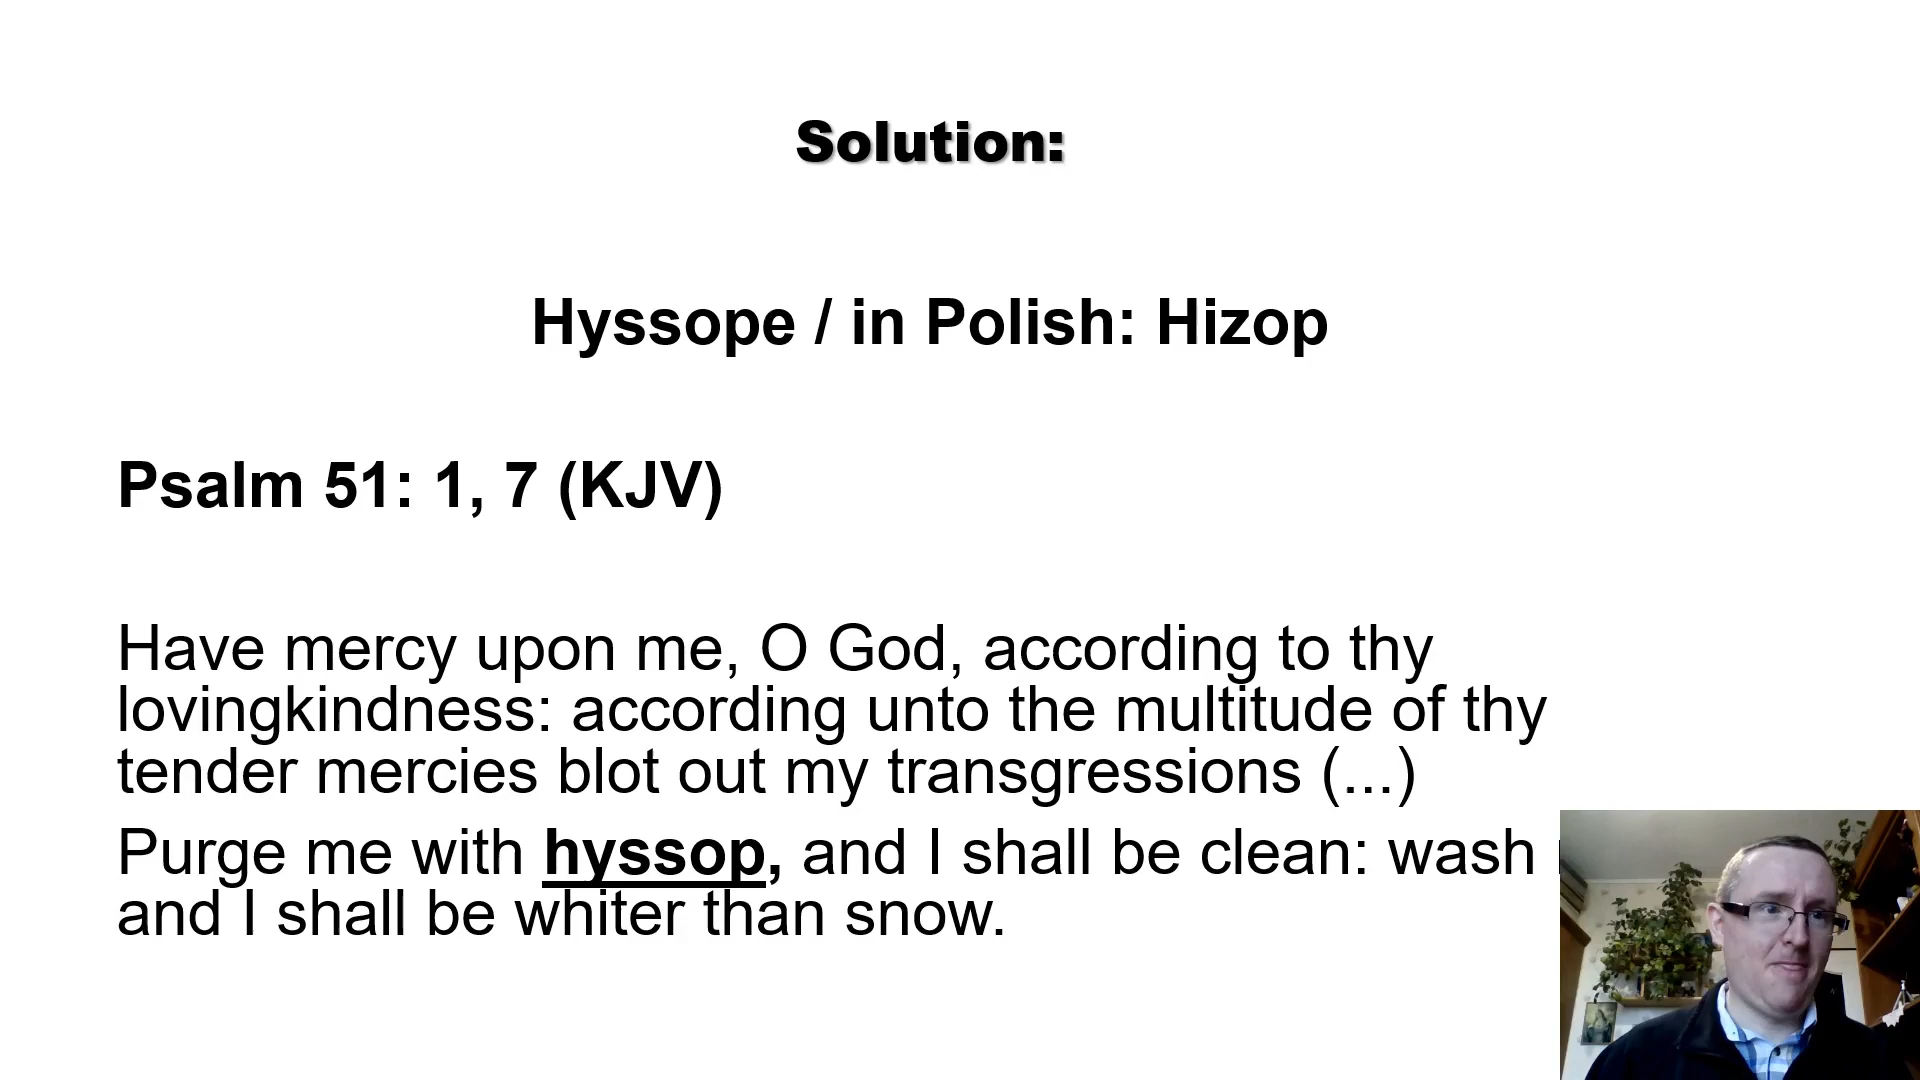 Solution:
Hyssope / in Polish: Hizop
Psalm 51: 1, 7 (KJV)
Have mercy upon me, O God, according to thy
lovingkindness: according unto the multitude of thy
tender mercies blot out my transgressions (...)
Purge me with hyssop, and I shall be clean: wash
and I shall be whiter than snow.